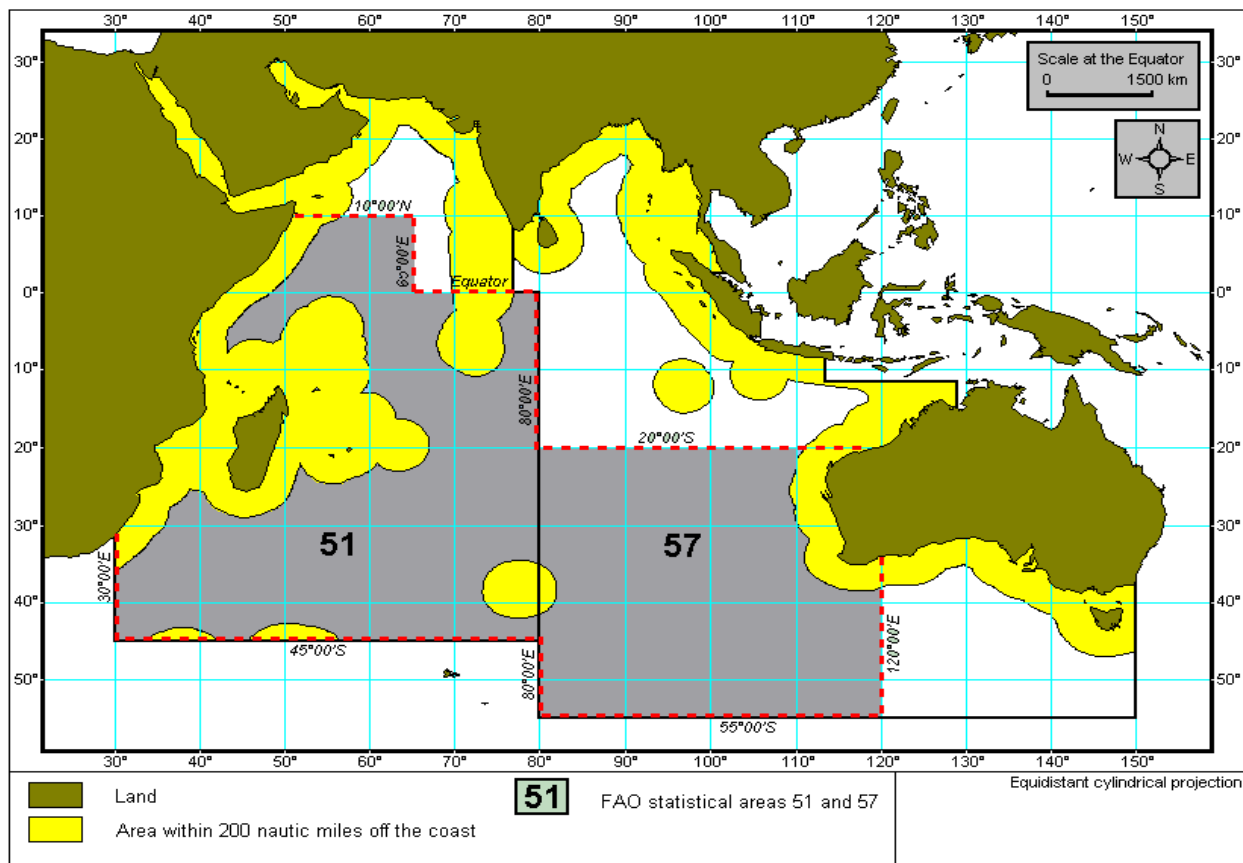 30° 40° 50° 60° 70° 80° 90° 100° 110° 120° 130° 140° 150°
30° 30°
Scale at the Equator
0 1500 km
20° 20°
N
W E
S
10° 10°00'N 10°
65°00'E
Equator
0° 0°
10° 10°
80°00'E
20° 20°00'S 20°
30° 30°
51 57
30°00'E
40° 40°
45°00'S 80°00'E 120°00'E
50° 50°
55°00'S
30° 40° 50° 60° 70° 80° 90° 100° 110° 120° 130° 140° 150°
Equidistant cylindrical projection
Land
51 FAO statistical areas 51 and 57
Area within 200 nautic miles off the coast